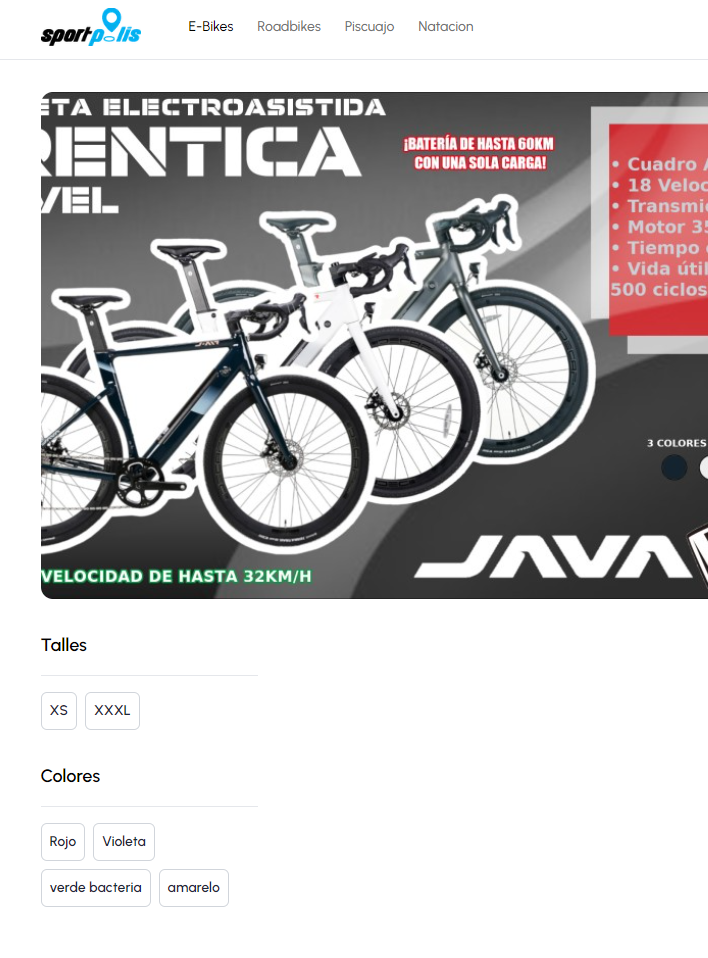 sportpolis
E-Bikes Roadbikes Piscuajo Natacion
ETA ELECTROASISTIDA
RENTICA
VEL
¡BATERÍA DE HASTA 60KM
CON UNA SOLA CARGA!
• Cuadro
• 18 Veloc
• Transmi
• Motor 35
• Tiempo
• Vida útil
500 ciclos
JAVA
3 COLORES
JAVA
VELOCIDAD DE HASTA 32KM/H
Talles
XS XXXL
Colores
Rojo Violeta
verde bacteria amarelo